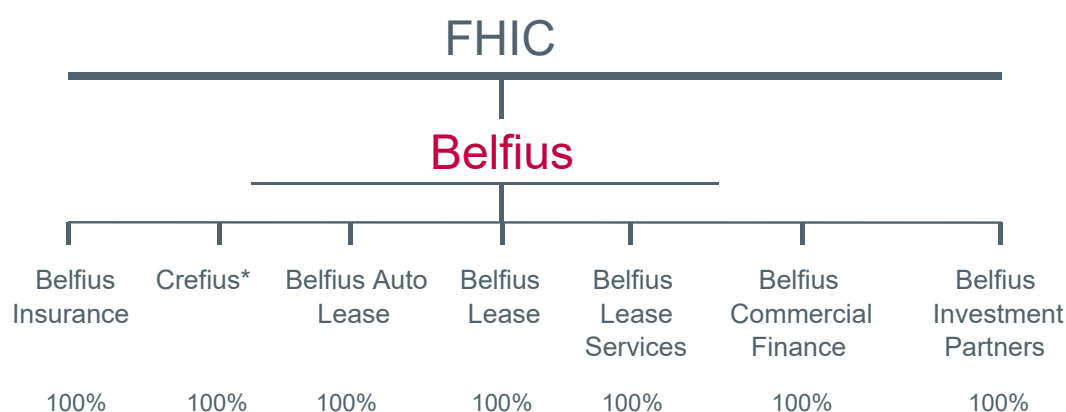 FHIC
Belfius
Belfius
Insurance
Crefius*
Belfius Auto
Lease
Belfius
Lease
Belfius
Lease
Services
Belfius
Commercial
Finance
Belfius
Investment
Partners
100%
100%
100%
100%
100%
100%
100%